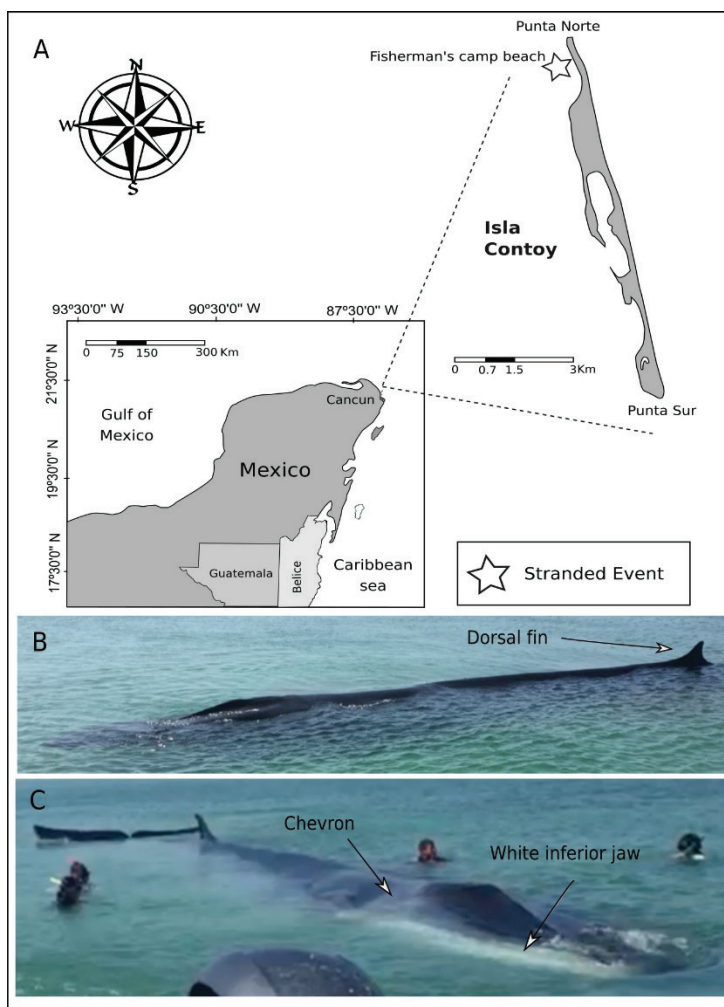 A
N
W
E
S
Punta Norte
Fisherman's camp beach
Isla
Contoy
0 0.7 1.5 3Km
Punta Sur
93°30'0'' W 90°30'0'' W 87°30'0'' W
0 75 150 300 Km
21°30'0'' N
19°30'0'' N
17°30'0'' N
Gulf of
Mexico
Cancun
Mexico
Guatemala
Belice
Caribbean
sea
Stranded Event
B
Dorsal fin
C
Chevron
White inferior jaw